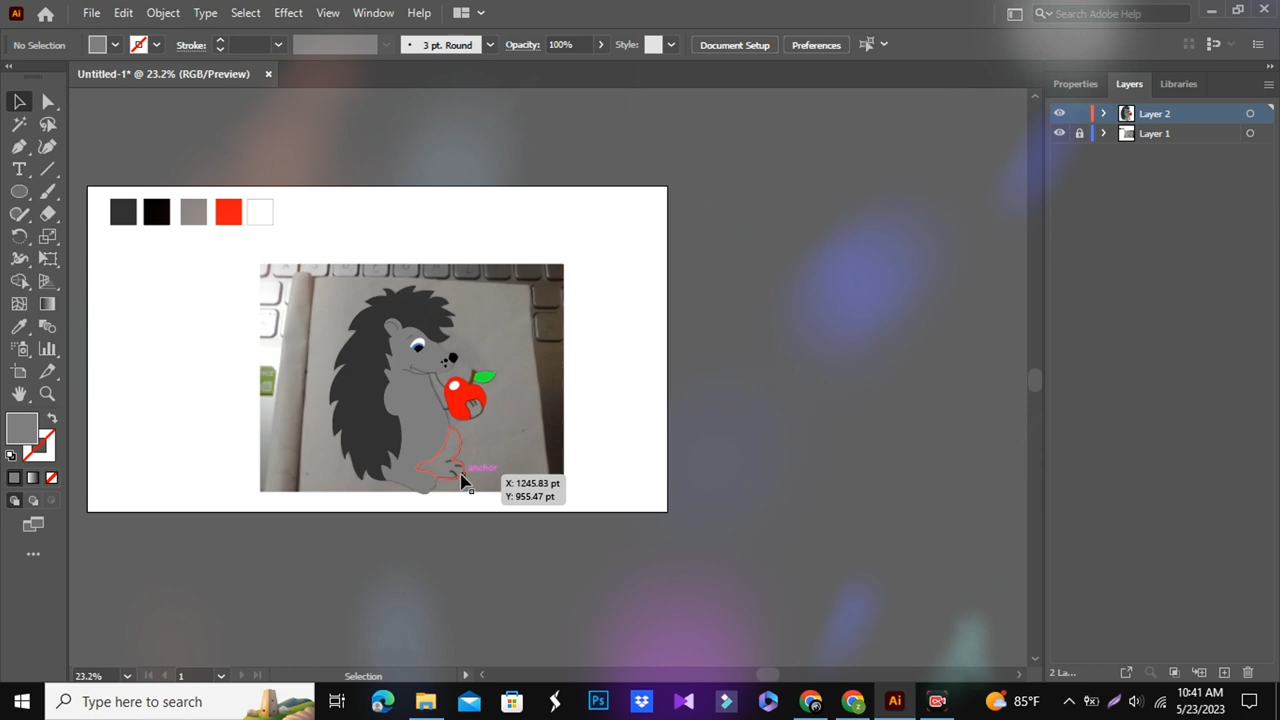 Ai File Edit Object Type Select Effect View Window Help Search Adobe Help
No Selection Stroke: 3 pt. Round Opacity: 100% Style: Document Setup Preferences
Untitled-1* @ 23.2% (RGB/Preview) ×
Properties Layers Libraries
Layer 2
Layer 1
anchor
X: 1245.83 pt
Y: 955.47 pt
23.2% 1 Selection
2 La...
Type here to search Ps Ai 85°F 10:41 AM
5/23/2023